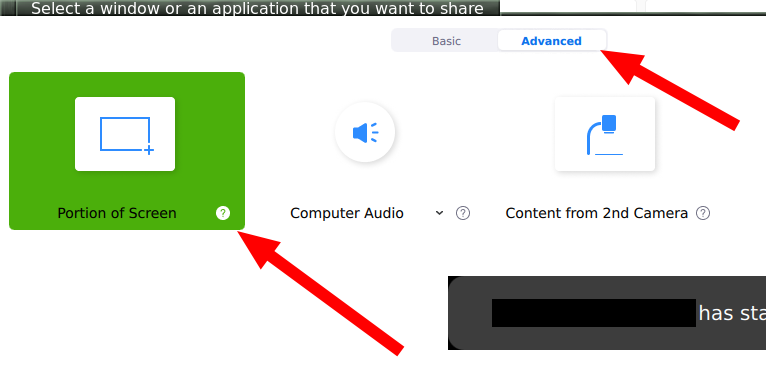 Select a window or an application that you want to share
Basic Advanced
Portion of Screen ? Computer Audio ? Content from 2nd Camera ?
has sta